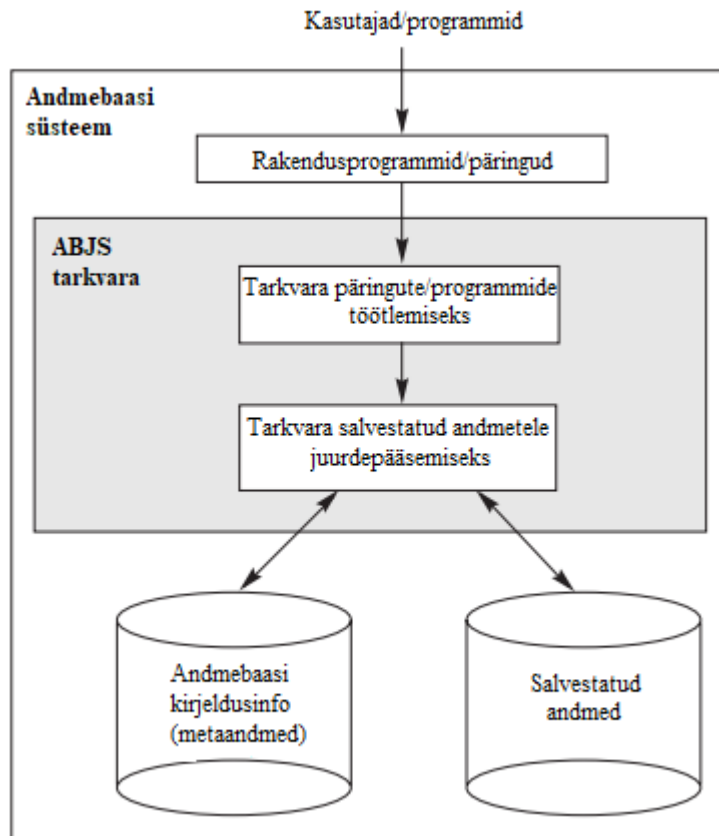 Kasutajad/programmid
Andmebaasi
süsteem
Rakendusprogrammid/päringud
ABJS
tarkvara
Tarkvara päringute/programmide
töötlemiseks
Tarkvara salvestatud andmetele
juurdepääsemiseks
Andmebaasi
kirjeldusinfo
(metaandmed)
Salvestatud
andmed